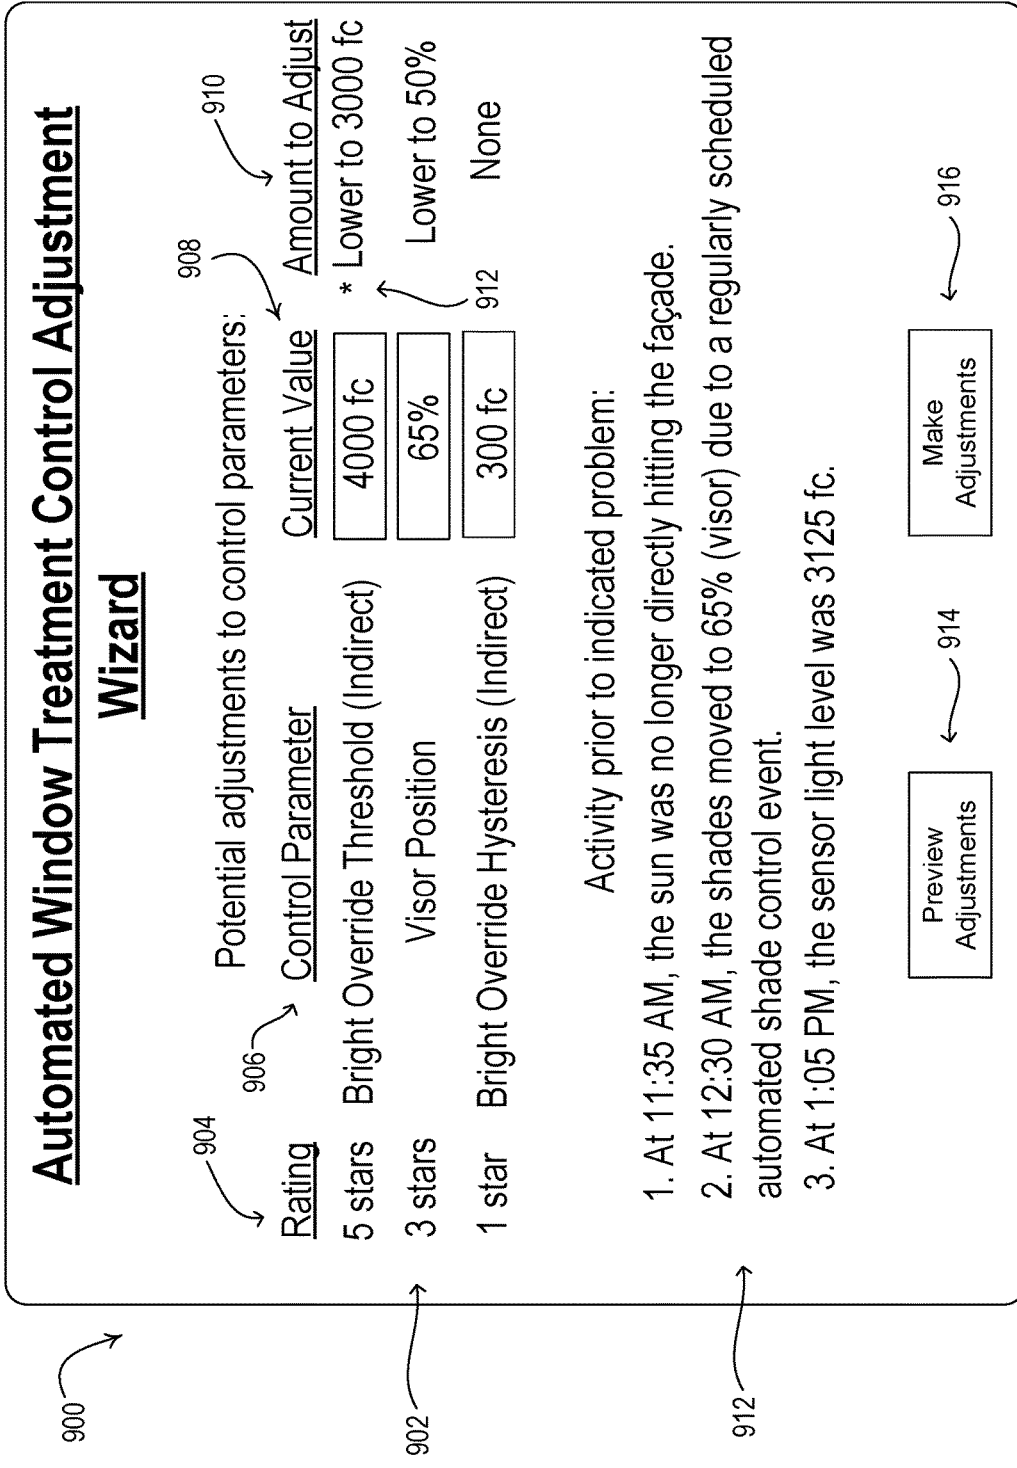 900
Automated Window Treatment Control Adjustment
Wizard
Potential adjustments to control parameters:
904
906
908
910
Rating Control Parameter Current Value Amount to Adjust
5 stars Bright Override Threshold (Indirect) 4000 fc * Lower to 3000 fc
902
3 stars Visor Position 65% Lower to 50%
912
1 star Bright Override Hysteresis (Indirect) 300 fc None
Activity prior to indicated problem:
1. At 11:35 AM, the sun was no longer directly hitting the façade.
912
2. At 12:30 AM, the shades moved to 65% (visor) due to a regularly scheduled
automated shade control event.
3. At 1:05 PM, the sensor light level was 3125 fc.
914
916
Preview
Adjustments
Make
Adjustments